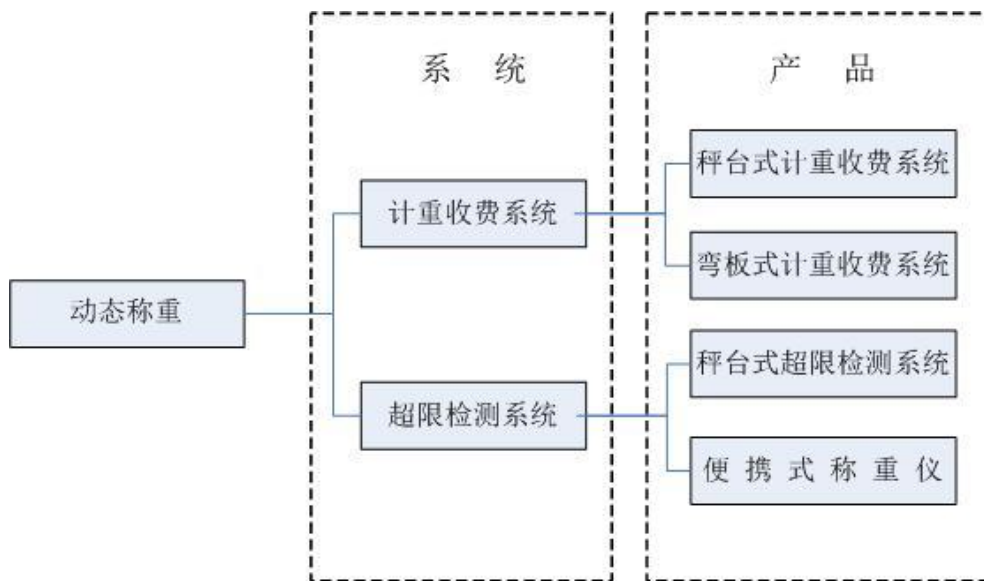 系 统
产 品
秤台式计重收费系统
计重收费系统
弯板式计重收费系统
动态称重
秤台式超限检测系统
超限检测系统
便携式称重仪